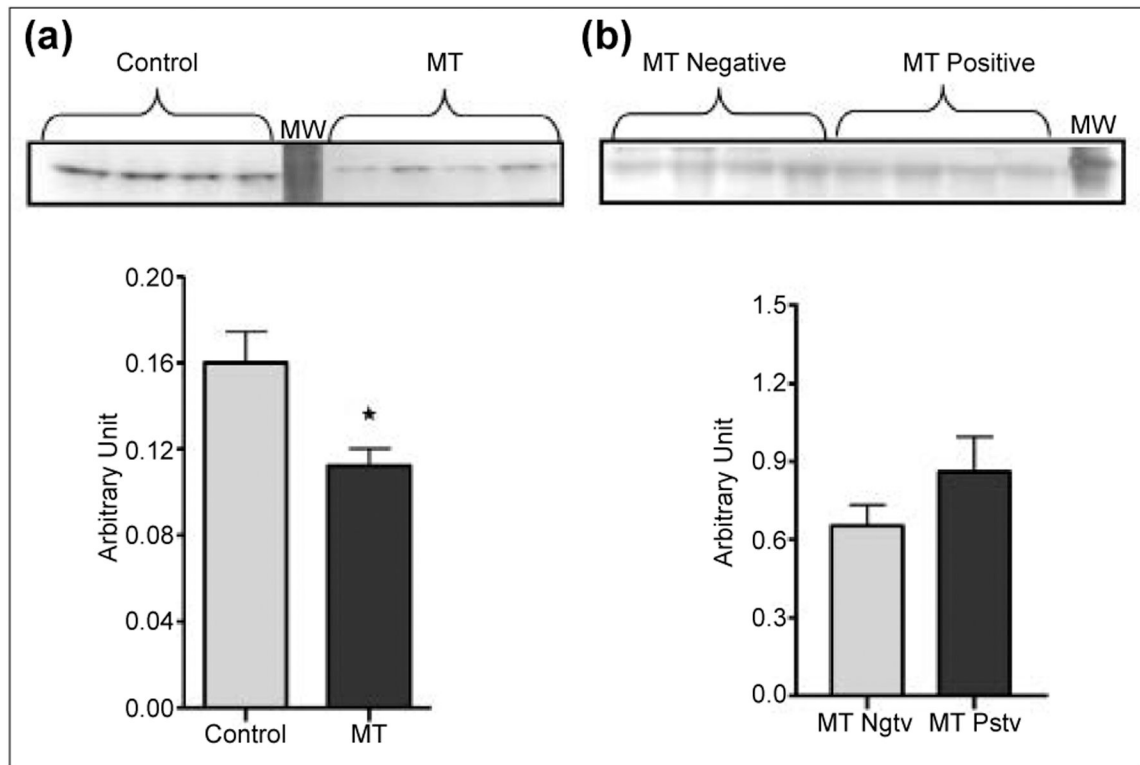 (a)
Control MT
MW
(b)
MT Negative MT Positive
MW
Arbitrary Unit
0.20
0.16
0.12
0.08
0.04
0.00
★
Control MT
Arbitrary Unit
1.5
1.2
0.9
0.6
0.3
0.0
MT Ngtv MT Pstv